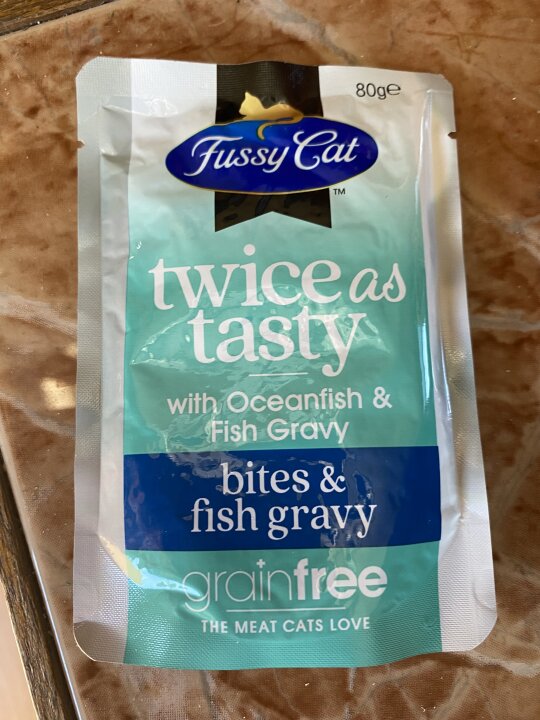 80g℮
Fussy Cat
TM
twice as
tasty
with Oceanfish &
Fish Gravy
bites &
fish gravy
grainfree
THE MEAT CATS LOVE